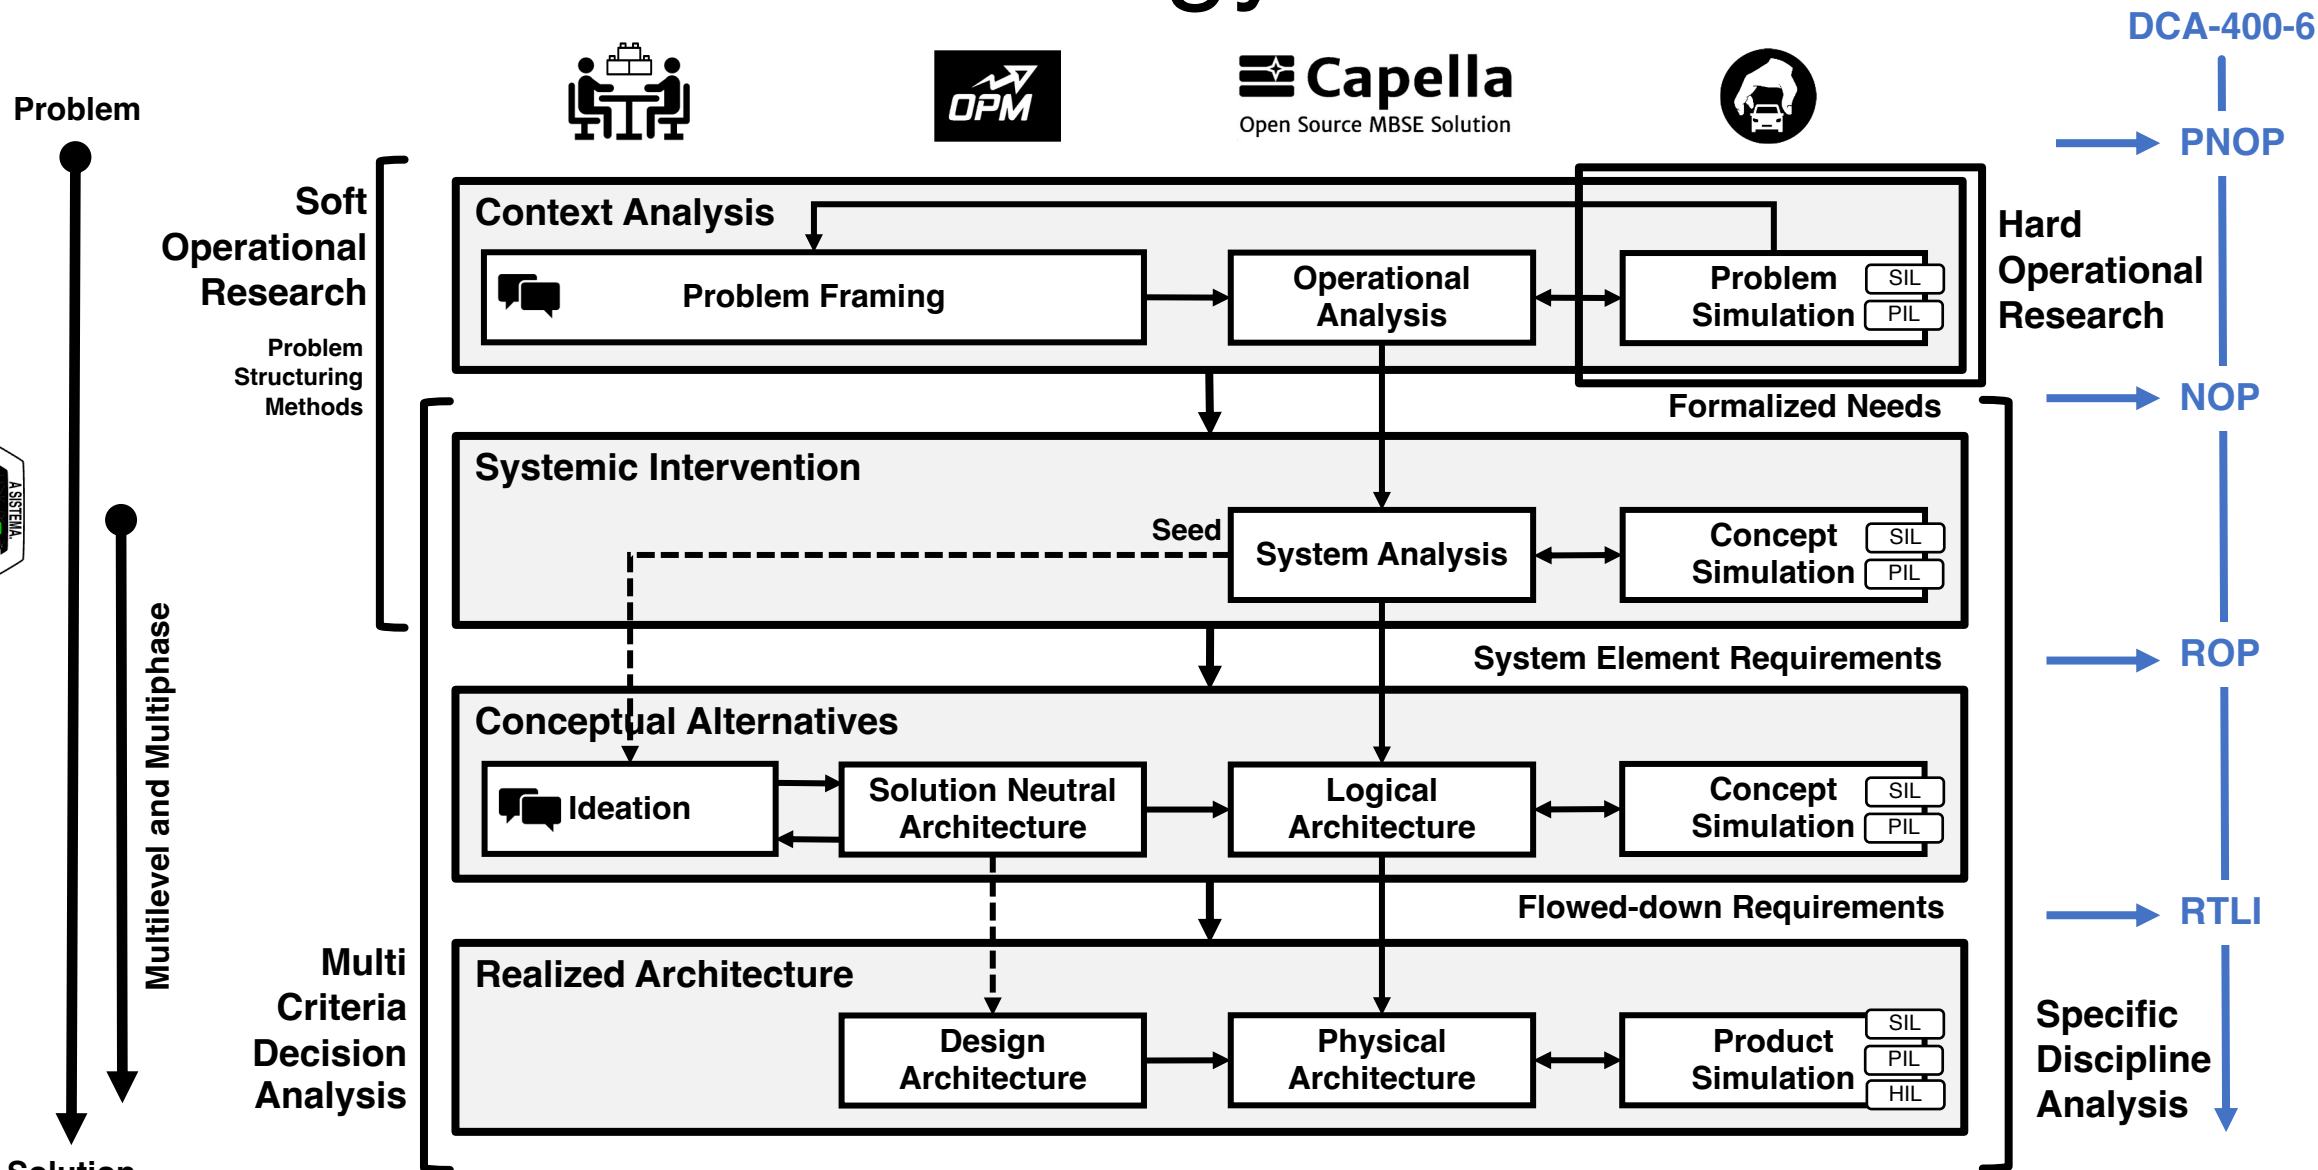 gy
DCA-400-6
Problem
OPM
Capella
Open Source MBSE Solution
PNOP
Soft
Operational
Research
Context Analysis
Hard
Operational
Research
Problem Framing
Operational
Analysis
Problem
Simulation
SIL
PIL
Problem
Structuring
Methods
Formalized Needs
NOP
Systemic Intervention
A SISTEMA.
Seed
System Analysis
Concept
Simulation
SIL
PIL
Multilevel and Multiphase
System Element Requirements
ROP
Conceptual Alternatives
Ideation
Solution Neutral
Architecture
Logical
Architecture
Concept
Simulation
SIL
PIL
Flowed-down Requirements
RTLI
Multi
Criteria
Decision
Analysis
Realized Architecture
Design
Architecture
Physical
Architecture
Product
Simulation
SIL
PIL
HIL
Specific
Discipline
Analysis
Solution